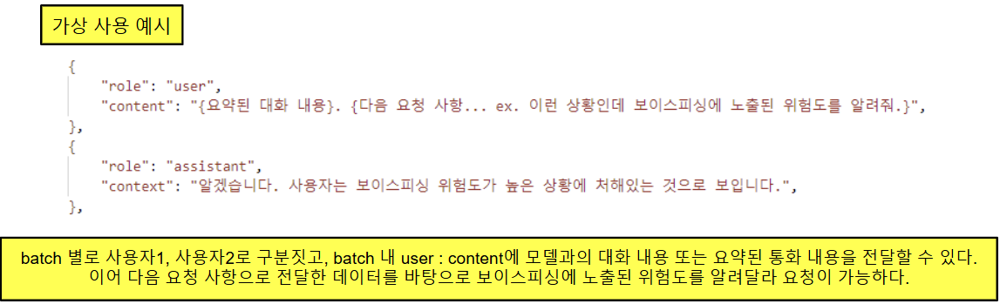 가상 사용 예시
{
"role": "user",
"content": "{요약된 대화 내용}. {다음 요청 사항... ex. 이런 상황인데 보이스피싱에 노출된 위험도를 알려줘.}",
},
{
"role": "assistant",
"context": "알겠습니다. 사용자는 보이스피싱 위험도가 높은 상황에 처해있는 것으로 보입니다.",
},
batch 별로 사용자1, 사용자2로 구분짓고, batch 내 user : content에 모델과의 대화 내용 또는 요약된 통화 내용을 전달할 수 있다.
이어 다음 요청 사항으로 전달한 데이터를 바탕으로 보이스피싱에 노출된 위험도를 알려달라 요청이 가능하다.